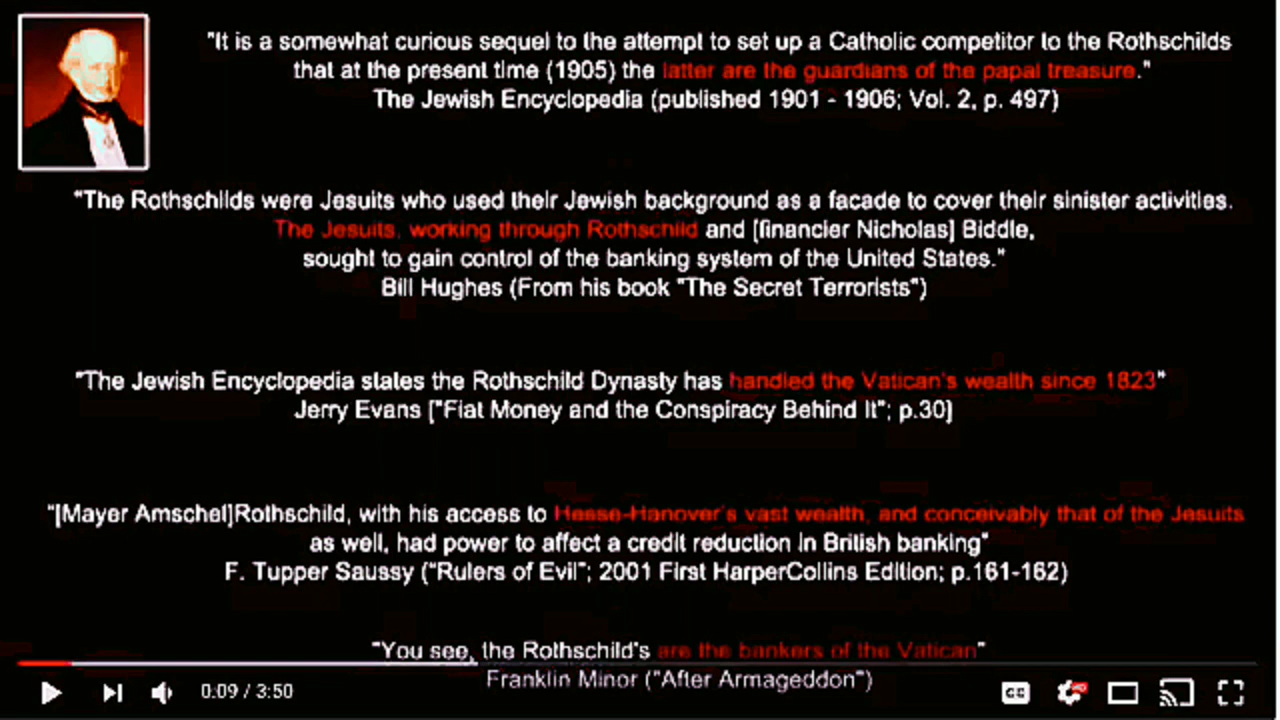 "It is a somewhat curious sequel to the attempt to set up a Catholic competitor to the Rothschilds
that at the present time (1905) the latter are the guardians of the papal treasure."
The Jewish Encyclopedia (published 1901 - 1906; Vol. 2, p. 497)
"The Rothschilds were Jesuits who used their Jewish background as a facade to cover their sinister activities.
The Jesuits, working through Rothschild and [financier Nicholas] Biddle,
sought to gain control of the banking system of the United States."
Bill Hughes (From his book "The Secret Terrorists")
"The Jewish Encyclopedia states the Rothschild Dynasty has handled the Vatican's wealth since 1823"
Jerry Evans ["Fiat Money and the Conspiracy Behind It"; p.30]
"[Mayer Amschel]Rothschild, with his access to Hesse-Hanover's vast wealth, and conceivably that of the Jesuits
as well, had power to affect a credit reduction in British banking"
F. Tupper Saussy ("Rulers of Evil"; 2001 First HarperCollins Edition; p.161-162)
"You see, the Rothschild's are the bankers of the Vatican"
Franklin Minor ("After Armageddon")
0:09 / 3:50
CC
HD